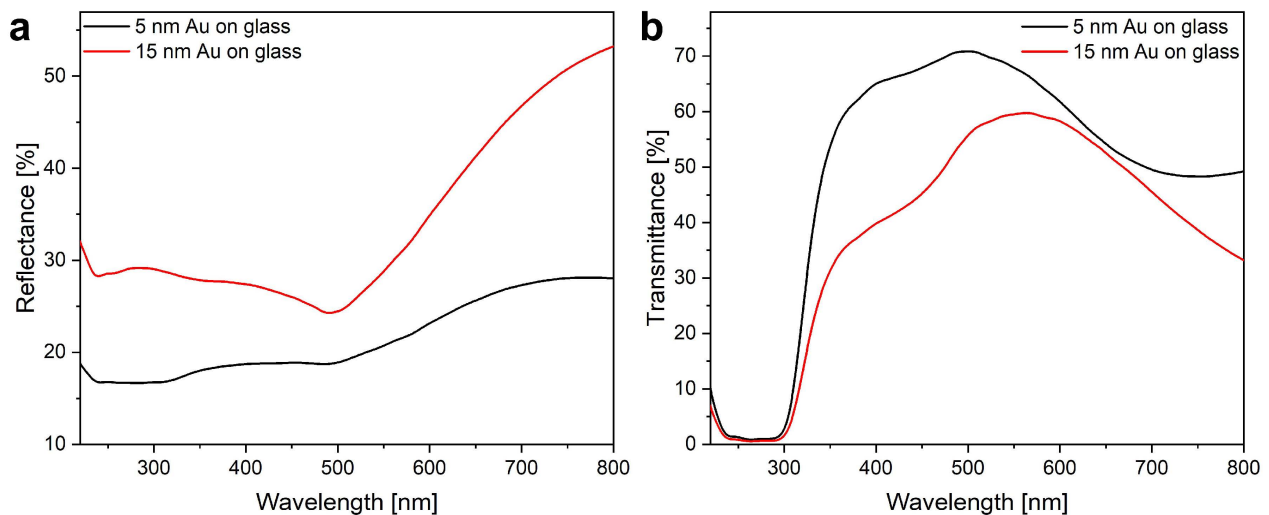 a
5 nm Au on glass
15 nm Au on glass
Reflectance [%]
50
40
30
20
10
300 400 500 600 700 800
Wavelength [nm]
b
5 nm Au on glass
15 nm Au on glass
Transmittance [%]
70
60
50
40
30
20
10
0
300 400 500 600 700 800
Wavelength [nm]